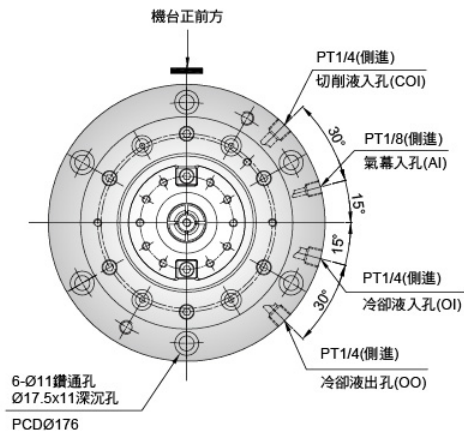 機台正前方
PT1/4(側進)
切削液入孔(COI)
30°
PT1/8(側進)
氣幕入孔(AI)
15°
15°
PT1/4(側進)
冷卻液入孔(OI)
30°
PT1/4(側進)
冷卻液出孔(OO)
6-Ø11鑽通孔
Ø17.5x11深沉孔
PCDØ176